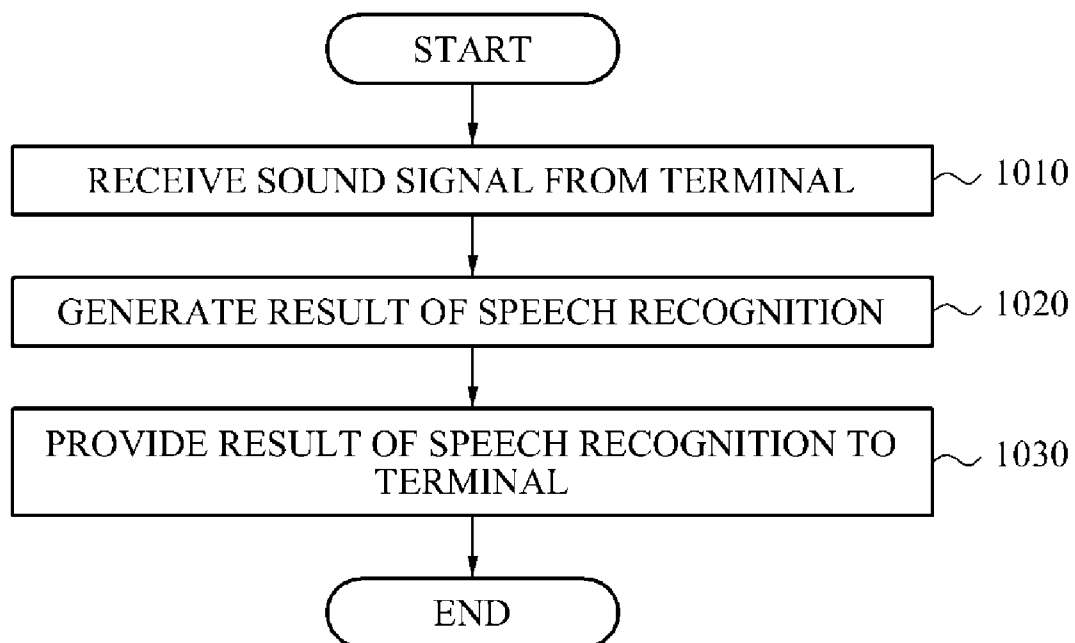 START
RECEIVE SOUND SIGNAL FROM TERMINAL
1010
GENERATE RESULT OF SPEECH RECOGNITION
1020
PROVIDE RESULT OF SPEECH RECOGNITION TO
TERMINAL
1030
END